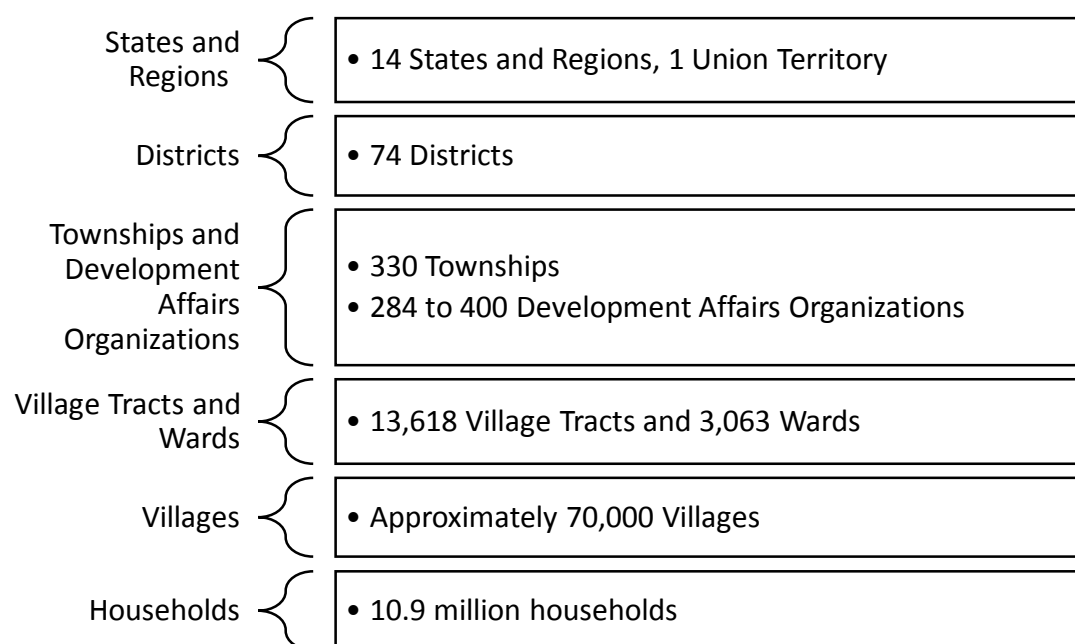 States and
Regions
• 14 States and Regions, 1 Union Territory
Districts
• 74 Districts
Townships and
Development
Affairs
Organizations
• 330 Townships
• 284 to 400 Development Affairs Organizations
Village Tracts and
Wards
• 13,618 Village Tracts and 3,063 Wards
Villages
• Approximately 70,000 Villages
Households
• 10.9 million households